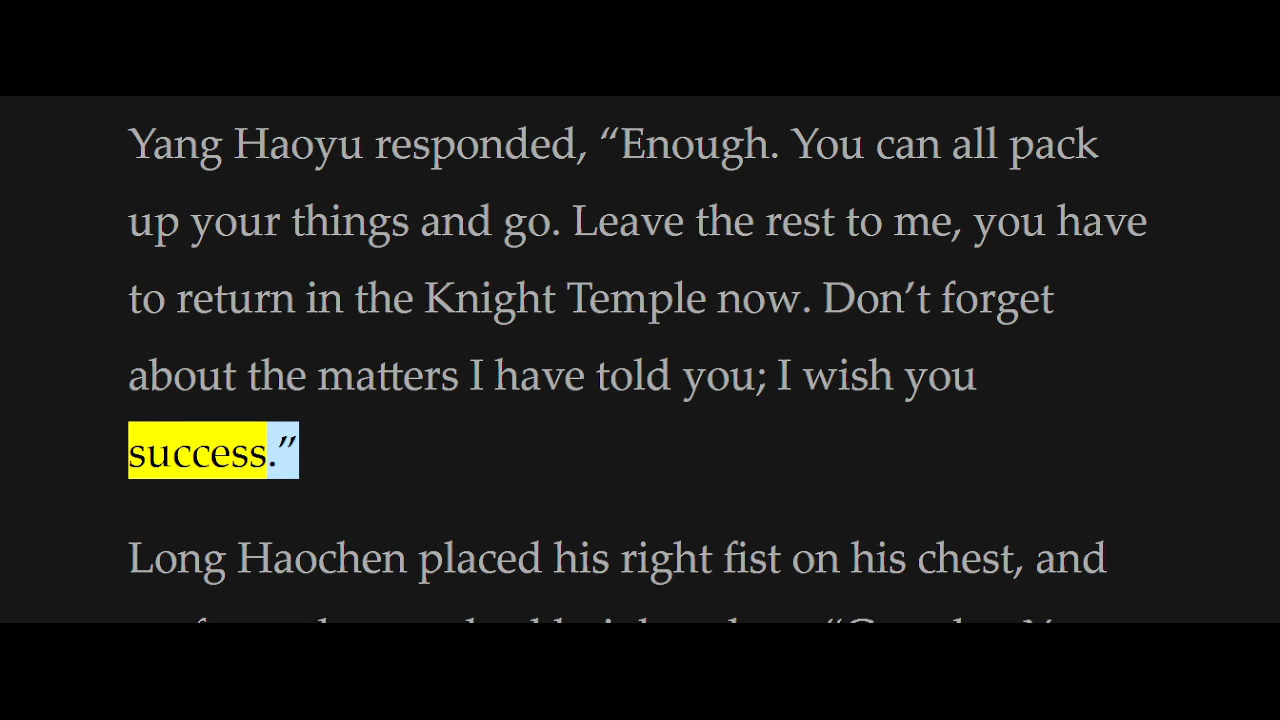 Yang Haoyu responded, “Enough. You can all pack
up your things and go. Leave the rest to me, you have
to return in the Knight Temple now. Don’t forget
about the matters I have told you; I wish you
success.”
Long Haochen placed his right fist on his chest, and